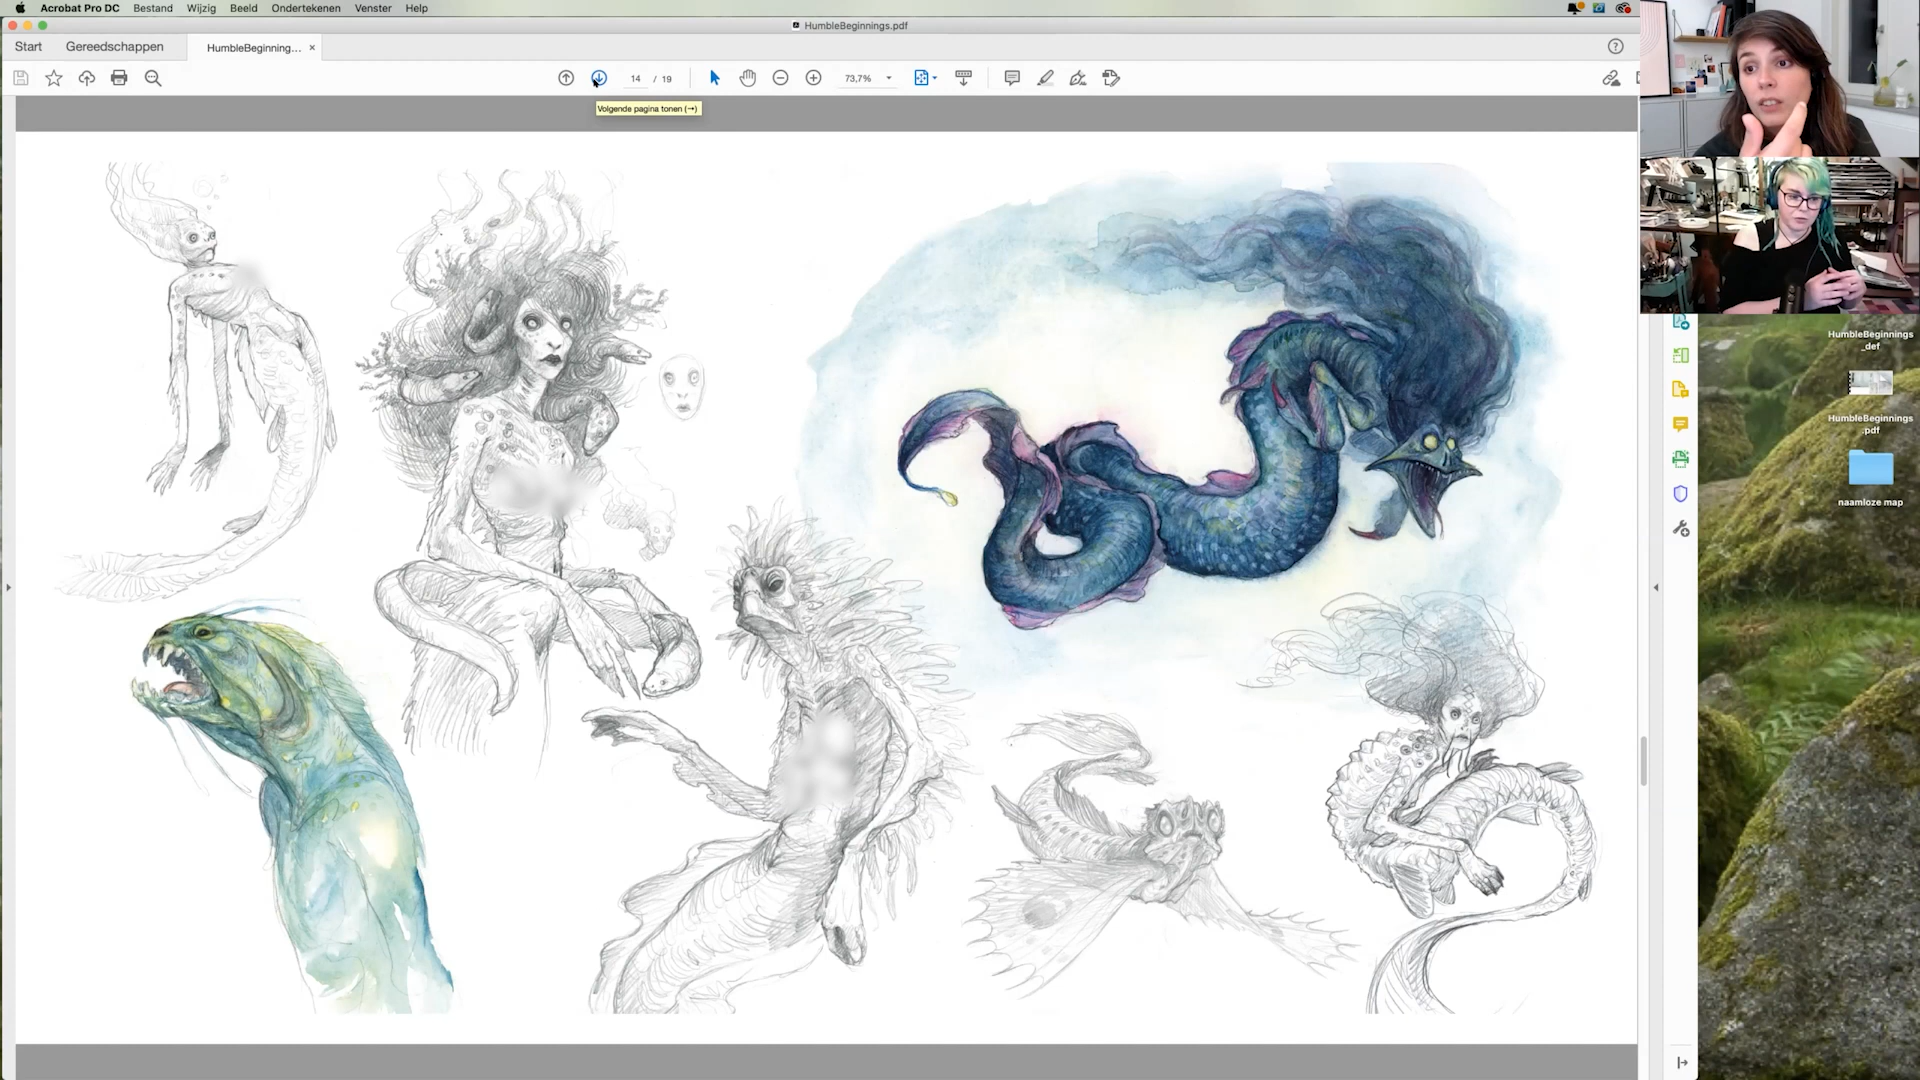 Acrobat Pro DC Bestand Wijzig Beeld Ondertekenen Venster Help
HumbleBeginnings.pdf
Start Gereedschappen HumbleBeginning... ×
14 / 19 73,7%
Volgende pagina tonen (→)
HumbleBeginnings
_def
HumbleBeginnings
.pdf
naamloze map